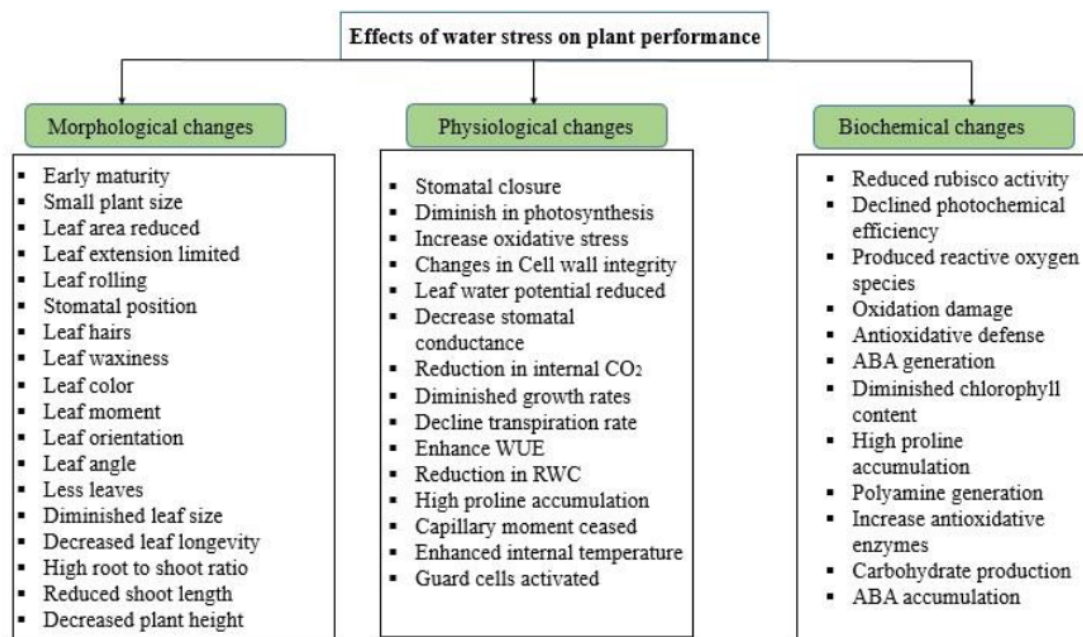 Effects of water stress on plant performance
Morphological changes
▪ Early maturity
▪ Small plant size
▪ Leaf area reduced
▪ Leaf extension limited
▪ Leaf rolling
▪ Stomatal position
▪ Leaf hairs
▪ Leaf waxiness
▪ Leaf color
▪ Leaf moment
▪ Leaf orientation
▪ Leaf angle
▪ Less leaves
▪ Diminished leaf size
▪ Decreased leaf longevity
▪ High root to shoot ratio
▪ Reduced shoot length
▪ Decreased plant height
Physiological changes
▪ Stomatal closure
▪ Diminish in photosynthesis
▪ Increase oxidative stress
▪ Changes in Cell wall integrity
▪ Leaf water potential reduced
▪ Decrease stomatal
conductance
▪ Reduction in internal CO₂
▪ Diminished growth rates
▪ Decline transpiration rate
▪ Enhance WUE
▪ Reduction in RWC
▪ High proline accumulation
▪ Capillary moment ceased
▪ Enhanced internal temperature
▪ Guard cells activated
Biochemical changes
▪ Reduced rubisco activity
▪ Declined photochemical
efficiency
▪ Produced reactive oxygen
species
▪ Oxidation damage
▪ Antioxidative defense
▪ ABA generation
▪ Diminished chlorophyll
content
▪ High proline
accumulation
▪ Polyamine generation
▪ Increase antioxidative
enzymes
▪ Carbohydrate production
▪ ABA accumulation